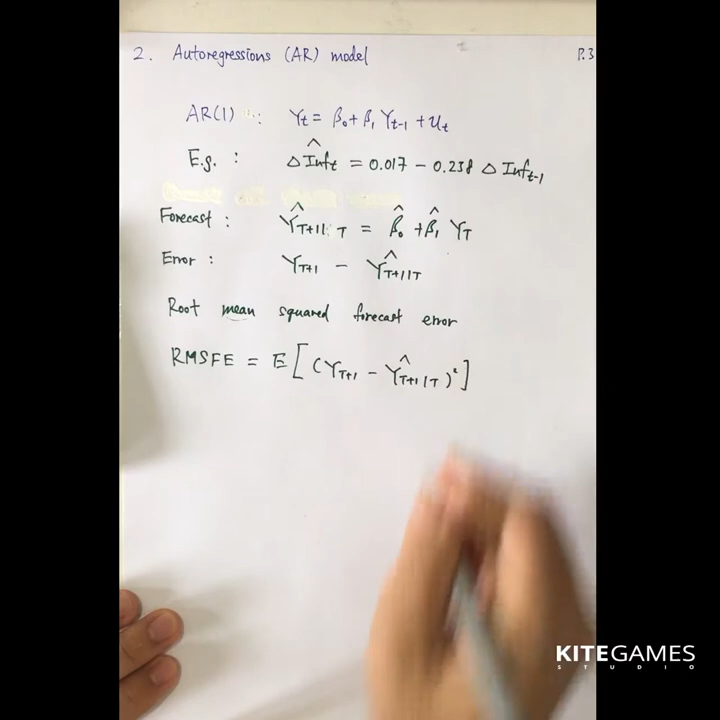 2. Autoregressions (AR) model P.3
AR(1) : Yt = β₀ + β₁ Yt-1 + ut
E.g. : Δ Înft = 0.017 − 0.238 Δ Inft-1
Forecast : ŶT+1|T = β̂₀ + β̂₁ YT
Error : YT+1 − ŶT+1|T
Root mean squared forecast error
RMSFE = E[(YT+1 − ŶT+1|T)²]
KITEGAMES
STUDIO